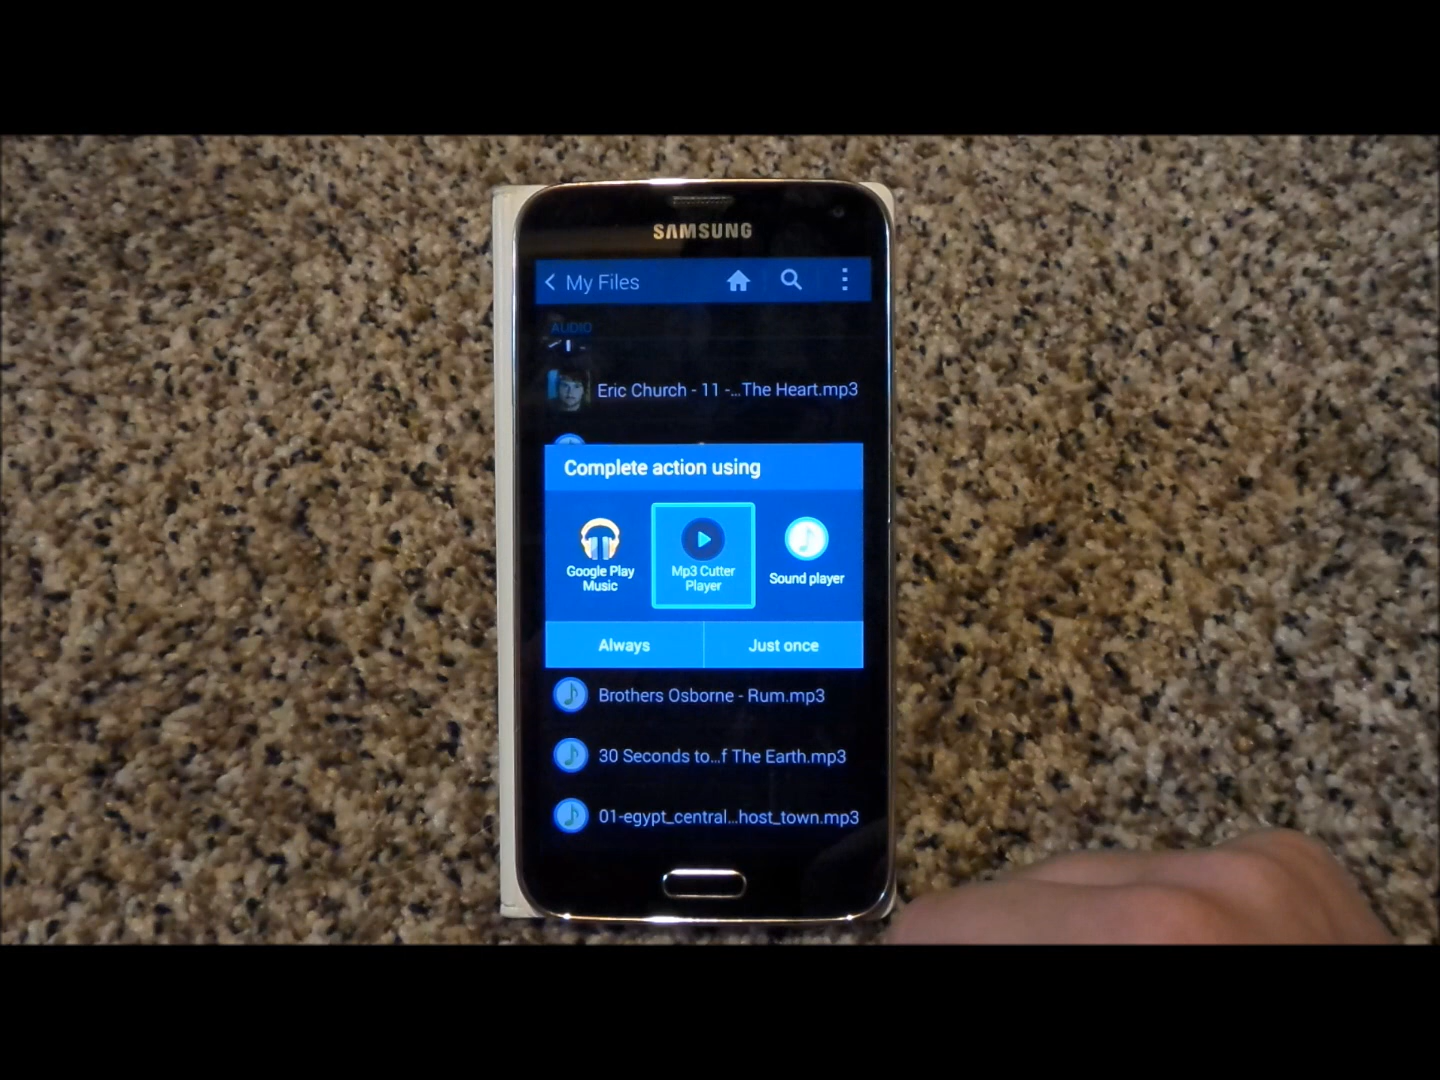 SAMSUNG
My Files
AUDIO
Eric Church - 11 -...The Heart.mp3
Complete action using
Google Play
Music
Mp3 Cutter
Player
Sound player
Always
Just once
Brothers Osborne - Rum.mp3
30 Seconds to...f The Earth.mp3
01-egypt_central...host_town.mp3